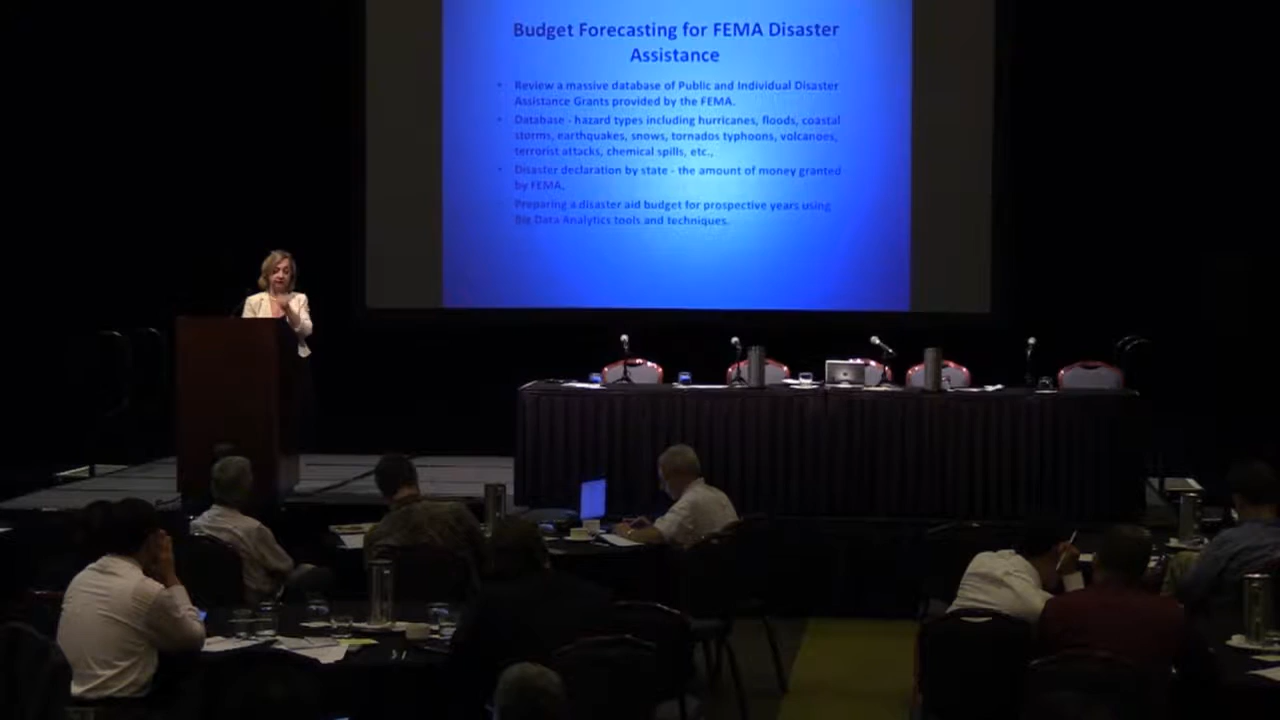 Budget Forecasting for FEMA Disaster
Assistance
• Review a massive database of Public and Individual Disaster
Assistance Grants provided by the FEMA.
• Database - hazard types including hurricanes, floods, coastal
storms, earthquakes, snows, tornados typhoons, volcanoes,
terrorist attacks, chemical spills, etc.,
• Disaster declaration by state - the amount of money granted
by FEMA,
• Preparing a disaster aid budget for prospective years using
Big Data Analytics tools and techniques.